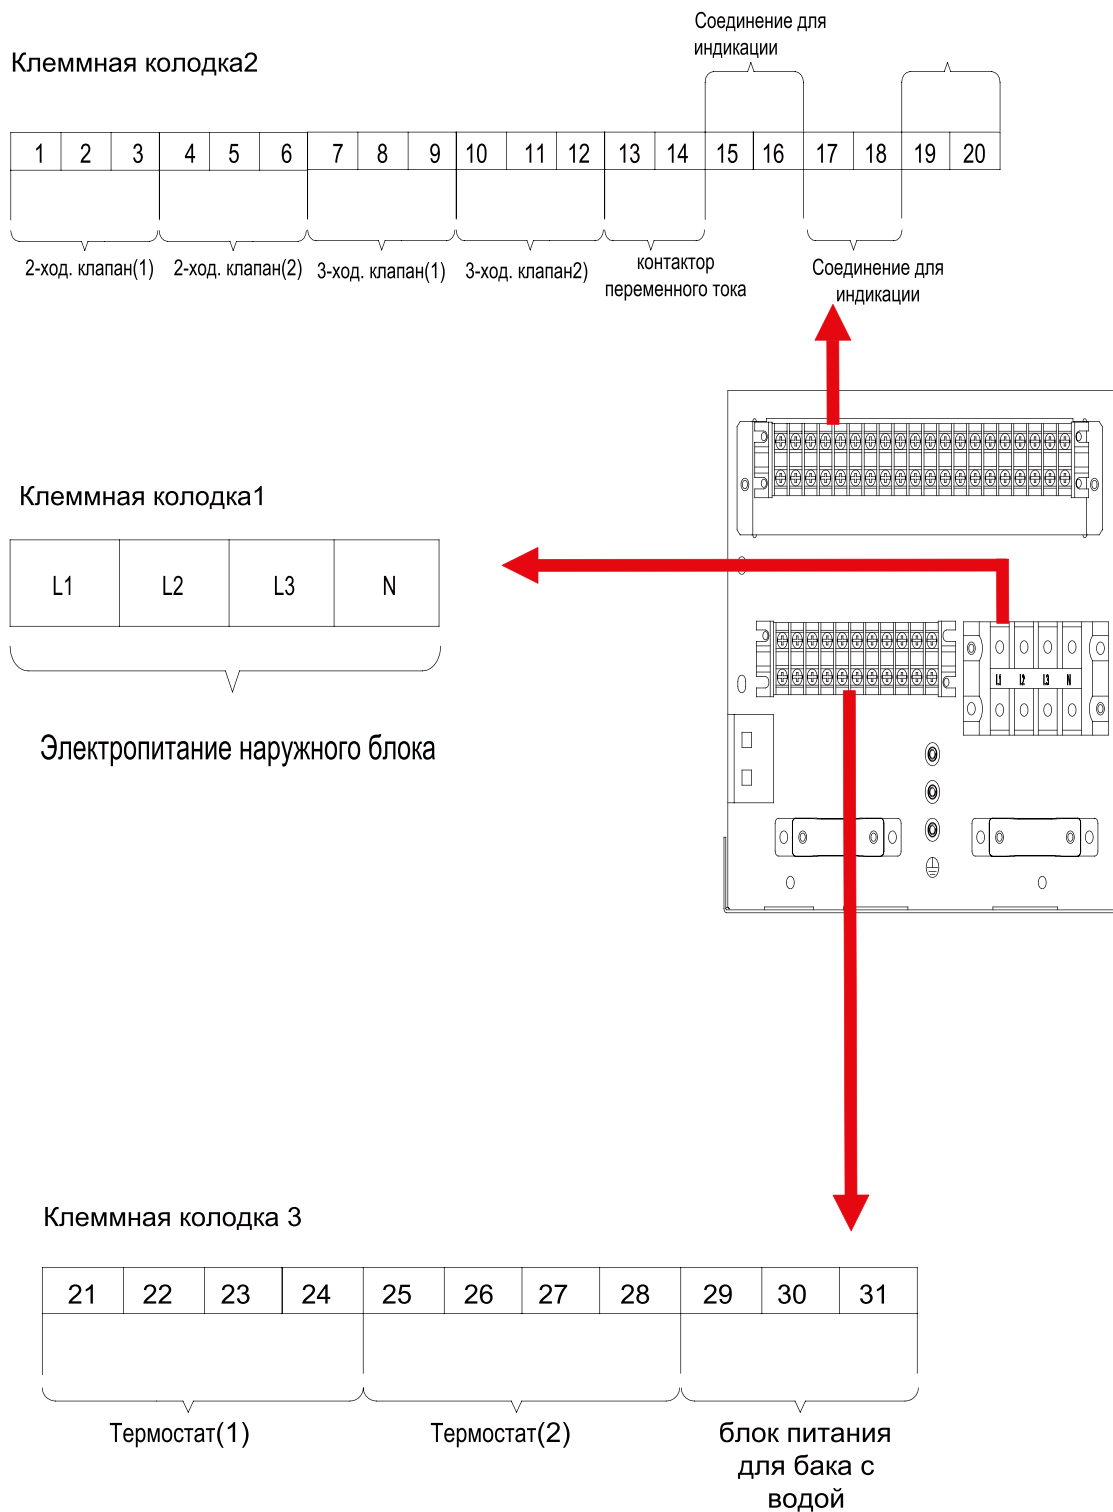 Соединение для
индикации
Клеммная колодка2
1 2 3 4 5 6 7 8 9 10 11 12 13 14 15 16 17 18 19 20
2-ход. клапан(1)
2-ход. клапан(2)
3-ход. клапан(1)
3-ход. клапан2)
контактор
переменного тока
Соединение для
индикации
Клеммная колодка1
L1 L2 L3 N
Электропитание наружного блока
L1 L2 L3 N
Клеммная колодка 3
21 22 23 24 25 26 27 28 29 30 31
Термостат(1)
Термостат(2)
блок питания
для бака с
водой